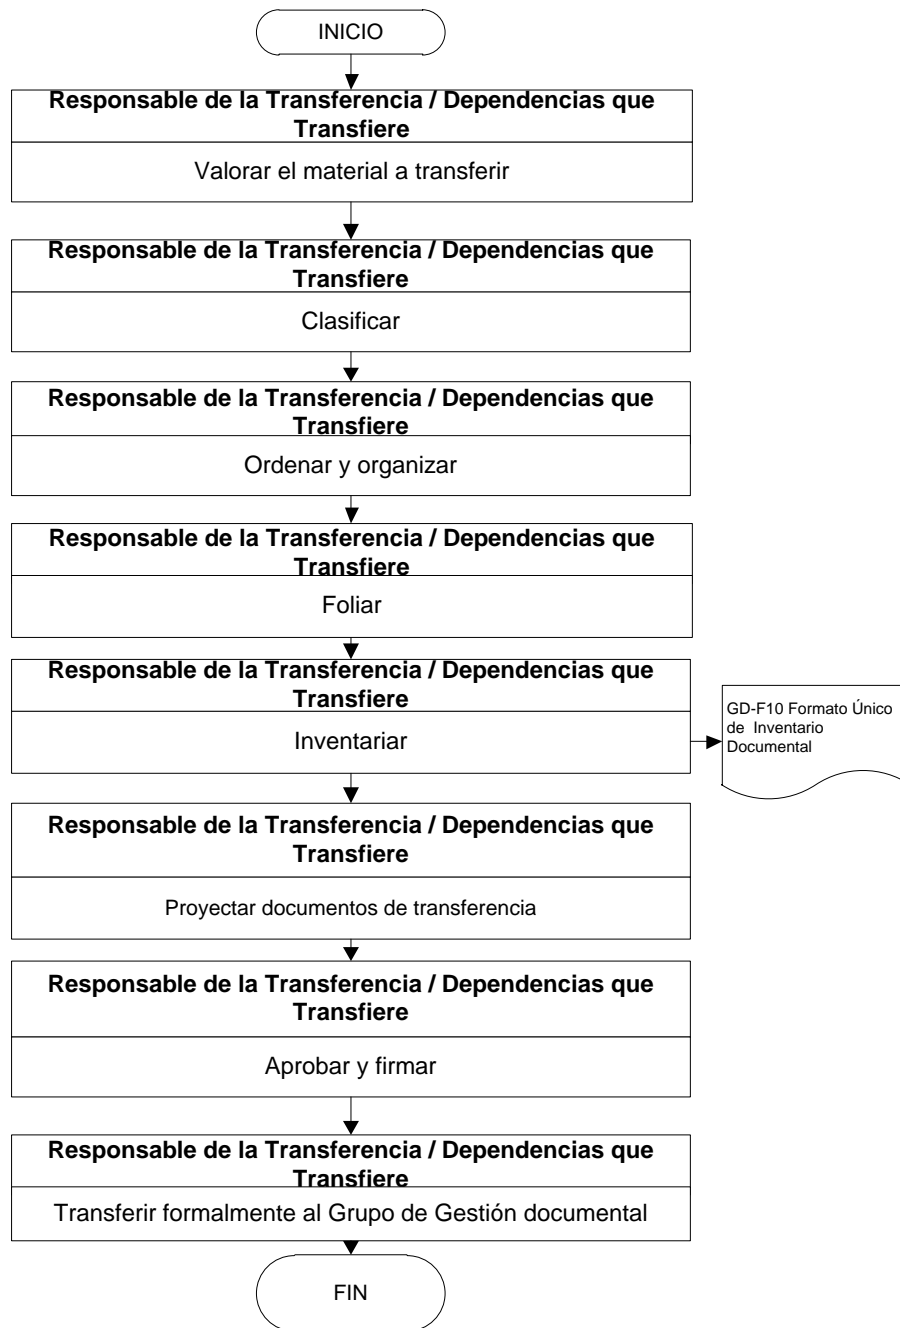 INICIO
Responsable de la Transferencia / Dependencias que
Transfiere
Valorar el material a transferir
Responsable de la Transferencia / Dependencias que
Transfiere
Clasificar
Responsable de la Transferencia / Dependencias que
Transfiere
Ordenar y organizar
Responsable de la Transferencia / Dependencias que
Transfiere
Foliar
Responsable de la Transferencia / Dependencias que
Transfiere
Inventariar
GD-F10 Formato Único
de Inventario
Documental
Responsable de la Transferencia / Dependencias que
Transfiere
Proyectar documentos de transferencia
Responsable de la Transferencia / Dependencias que
Transfiere
Aprobar y firmar
Responsable de la Transferencia / Dependencias que
Transfiere
Transferir formalmente al Grupo de Gestión documental
FIN